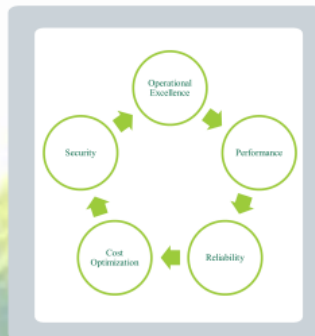 Operational
Excellence
Performance
Reliability
Cost
Optimization
Security